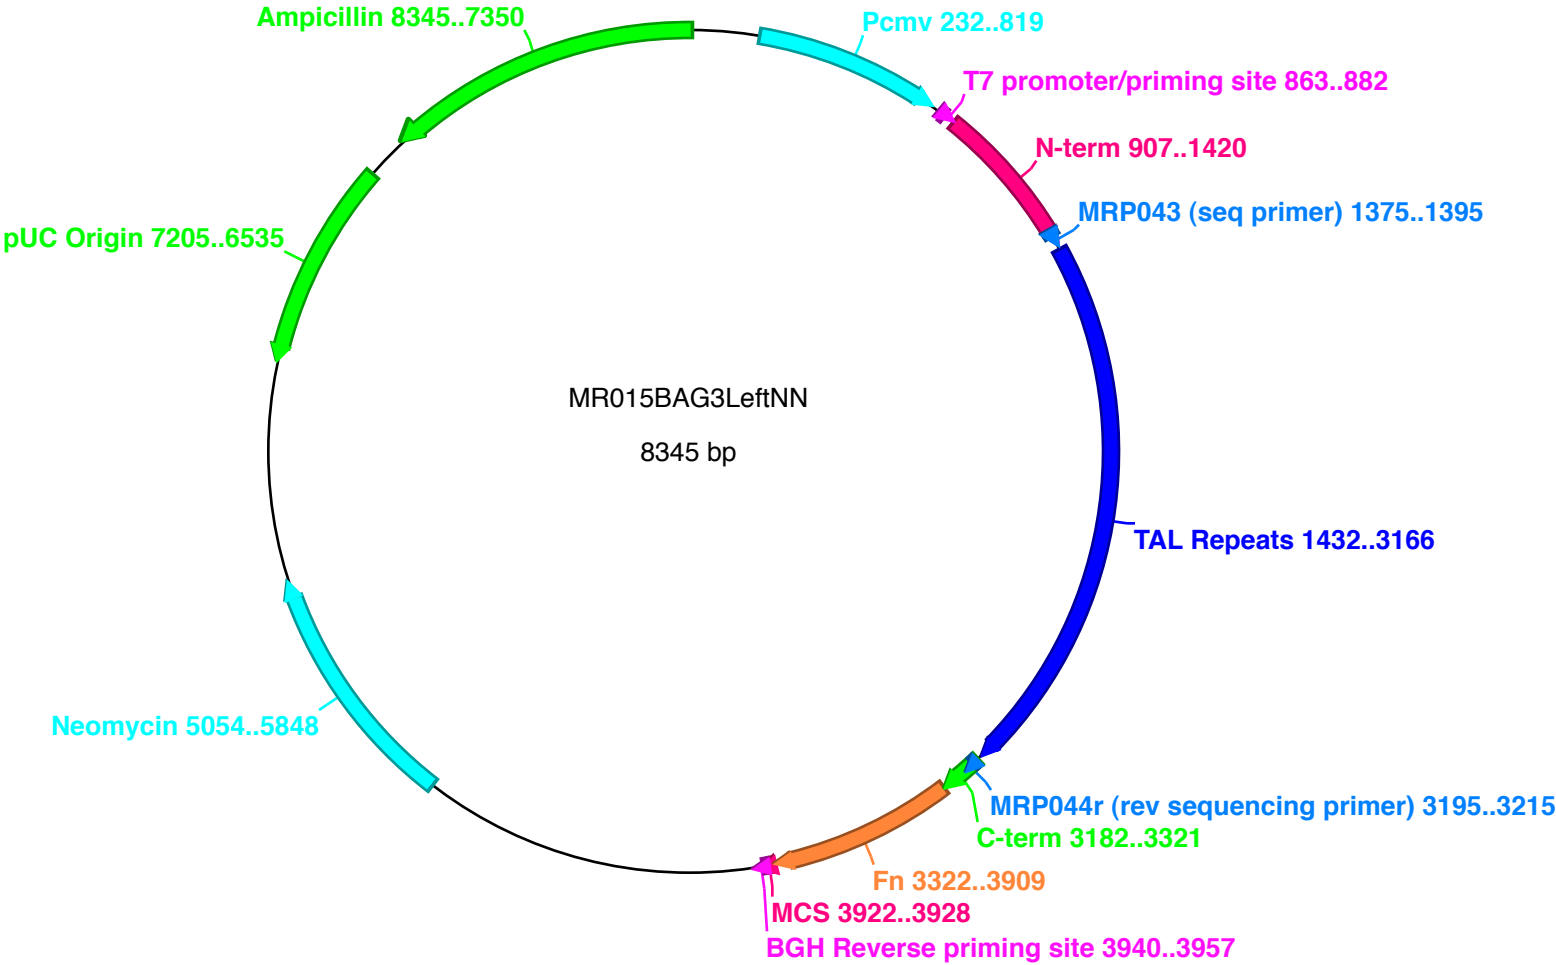 Ampicillin 8345..7350
Pcmv 232..819
T7 promoter/priming site 863..882
N-term 907..1420
MRP043 (seq primer) 1375..1395
pUC Origin 7205..6535
MR015BAG3LeftNN
8345 bp
TAL Repeats 1432..3166
Neomycin 5054..5848
MRP044r (rev sequencing primer) 3195..3215
C-term 3182..3321
Fn 3322..3909
MCS 3922..3928
BGH Reverse priming site 3940..3957